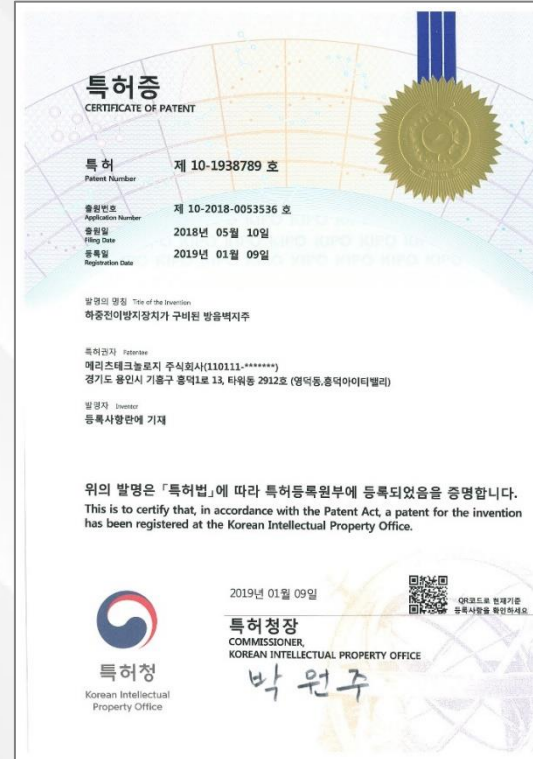 특허증
CERTIFICATE OF PATENT
특 허 제 10-1938789 호
Patent Number
출원번호 제 10-2018-0053536 호
Application Number
출원일 2018년 05월 10일
Filing Date
등록일 2019년 01월 09일
Registration Date
발명의 명칭 Title of the Invention
하중전이방지장치가 구비된 방음벽지주
특허권자 Patentee
메리츠테크놀로지 주식회사(110111-*******)
경기도 용인시 기흥구 흥덕1로 13, 타워동 2912호 (영덕동,흥덕아이티밸리)
발명자 Inventor
등록사항란에 기재
위의 발명은 「특허법」에 따라 특허등록원부에 등록되었음을 증명합니다.
This is to certify that, in accordance with the Patent Act, a patent for the invention
has been registered at the Korean Intellectual Property Office.
2019년 01월 09일
QR코드로 현재기준
등록사항을 확인하세요
특허청장
COMMISSIONER,
KOREAN INTELLECTUAL PROPERTY OFFICE
박원주
특허청
Korean Intellectual
Property Office